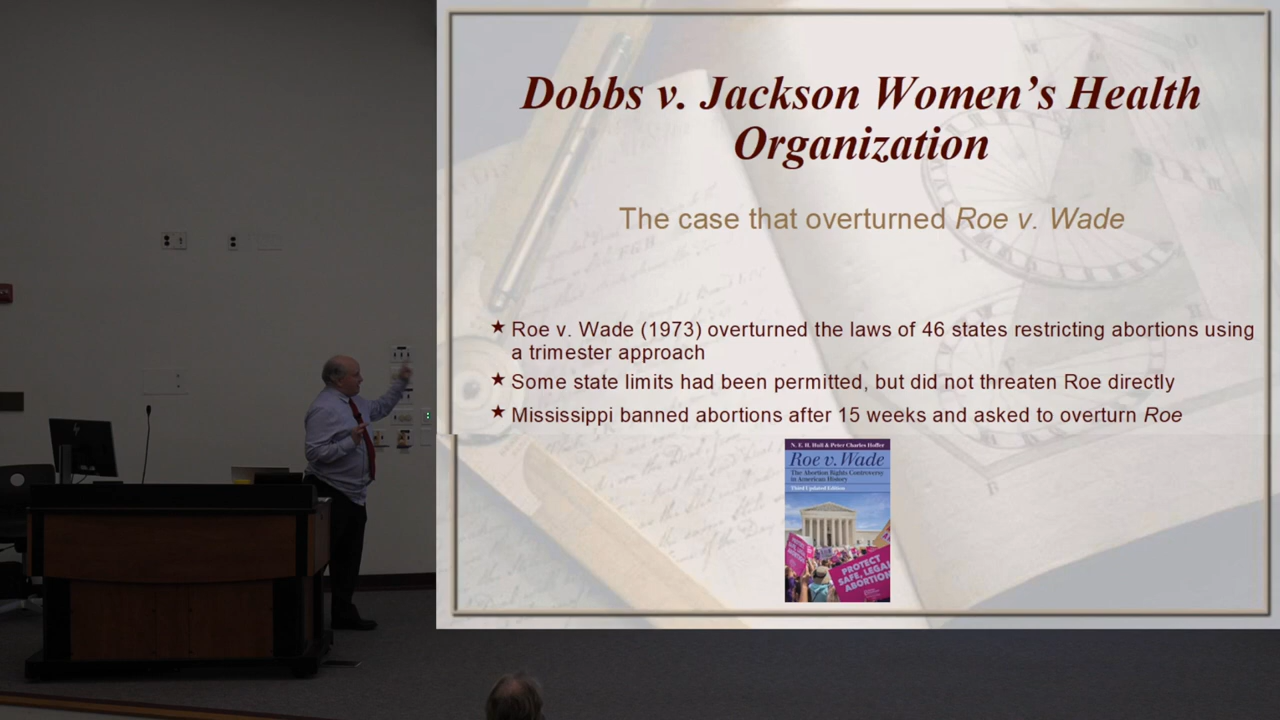 Dobbs v. Jackson Women's Health
Organization
The case that overturned Roe v. Wade
★ Roe v. Wade (1973) overturned the laws of 46 states restricting abortions using
a trimester approach
★ Some state limits had been permitted, but did not threaten Roe directly
★ Mississippi banned abortions after 15 weeks and asked to overturn Roe
N. E. H. Hull & Peter Charles Hoffer
Roe v. Wade
The Abortion Rights Controversy
in American History
Third Updated Edition
PROTECT
SAFE, LEGAL
ABORTION